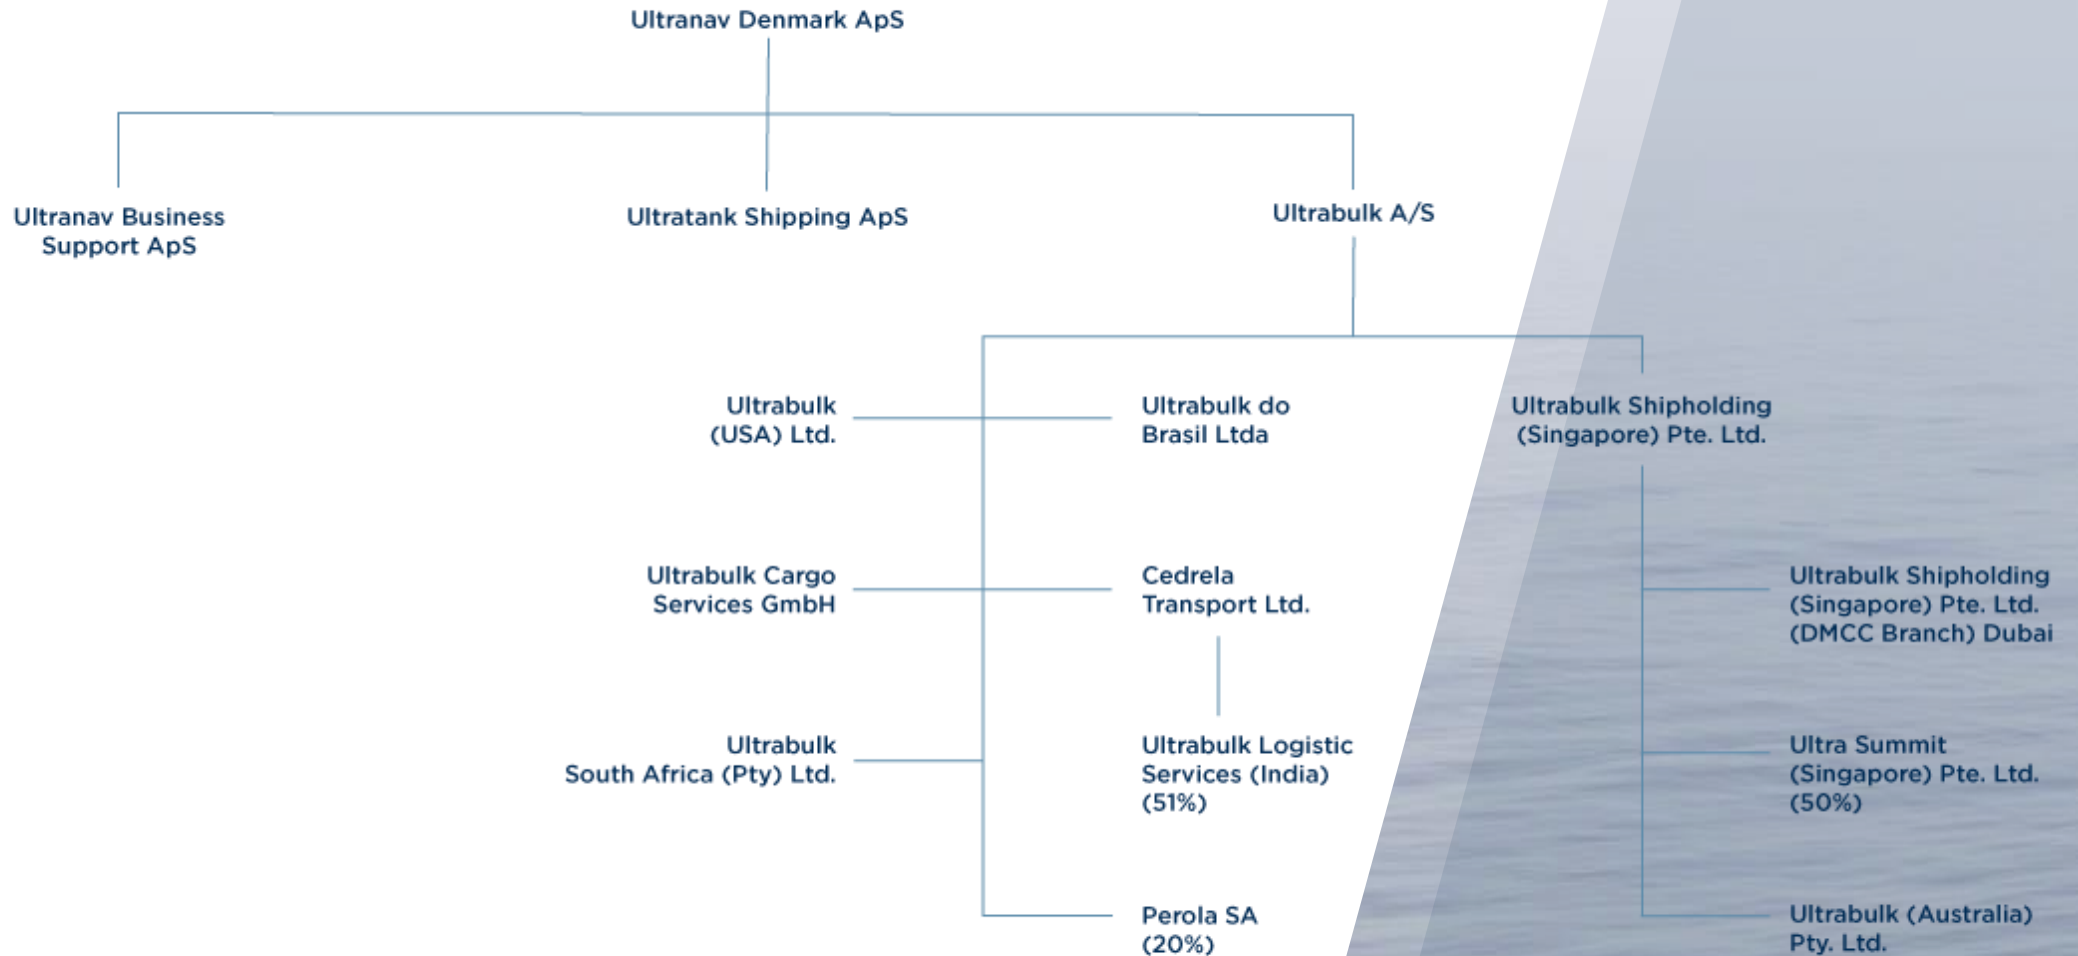 Ultranav Denmark ApS
Ultranav Business
Support ApS
Ultratank Shipping ApS
Ultrabulk A/S
Ultrabulk
(USA) Ltd.
Ultrabulk do
Brasil Ltda
Ultrabulk Shipholding
(Singapore) Pte. Ltd.
Ultrabulk Cargo
Services GmbH
Cedrela
Transport Ltd.
Ultrabulk Shipholding
(Singapore) Pte. Ltd.
(DMCC Branch) Dubai
Ultrabulk
South Africa (Pty) Ltd.
Ultrabulk Logistic
Services (India)
(51%)
Ultra Summit
(Singapore) Pte. Ltd.
(50%)
Perola SA
(20%)
Ultrabulk (Australia)
Pty. Ltd.